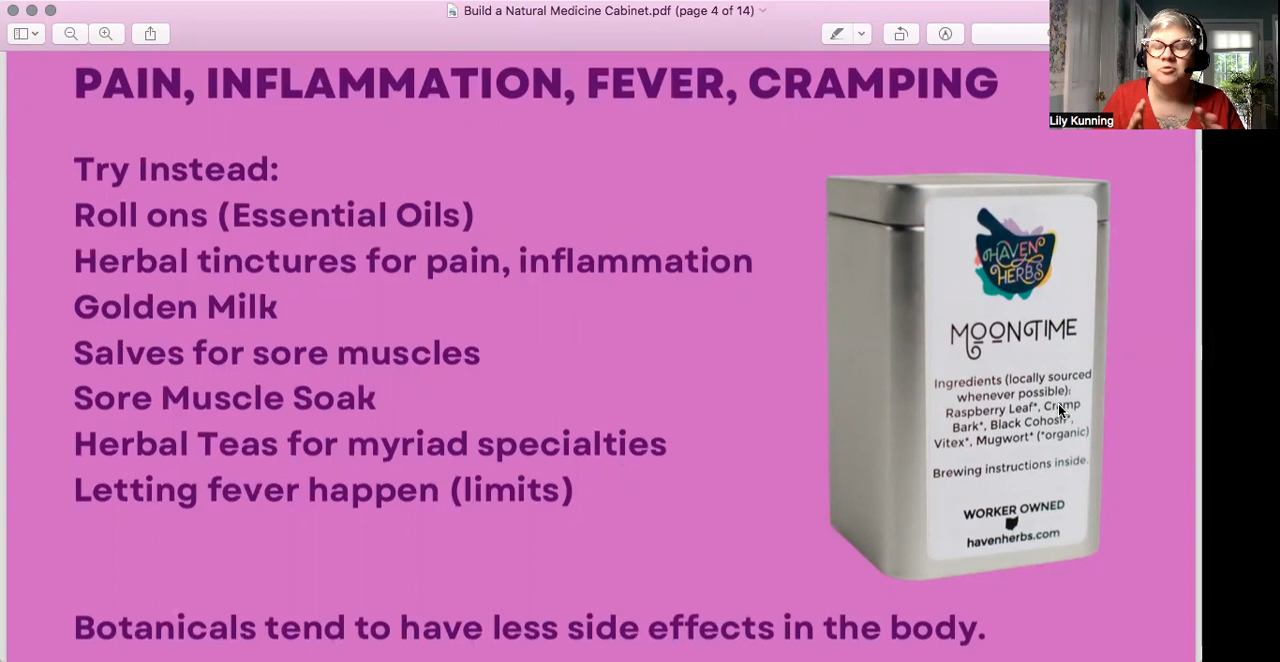 Build a Natural Medicine Cabinet.pdf (page 4 of 14)
Lily Kunning
PAIN, INFLAMMATION, FEVER, CRAMPING
Try Instead:
Roll ons (Essential Oils)
Herbal tinctures for pain, inflammation
Golden Milk
Salves for sore muscles
Sore Muscle Soak
Herbal Teas for myriad specialties
Letting fever happen (limits)
Botanicals tend to have less side effects in the body.
HAVEN
HERBS
MOONTIME
Ingredients (locally sourced
whenever possible):
Raspberry Leaf*, Cramp
Bark*, Black Cohosh*,
Vitex*, Mugwort* (*organic)
Brewing instructions inside.
WORKER OWNED
havenherbs.com